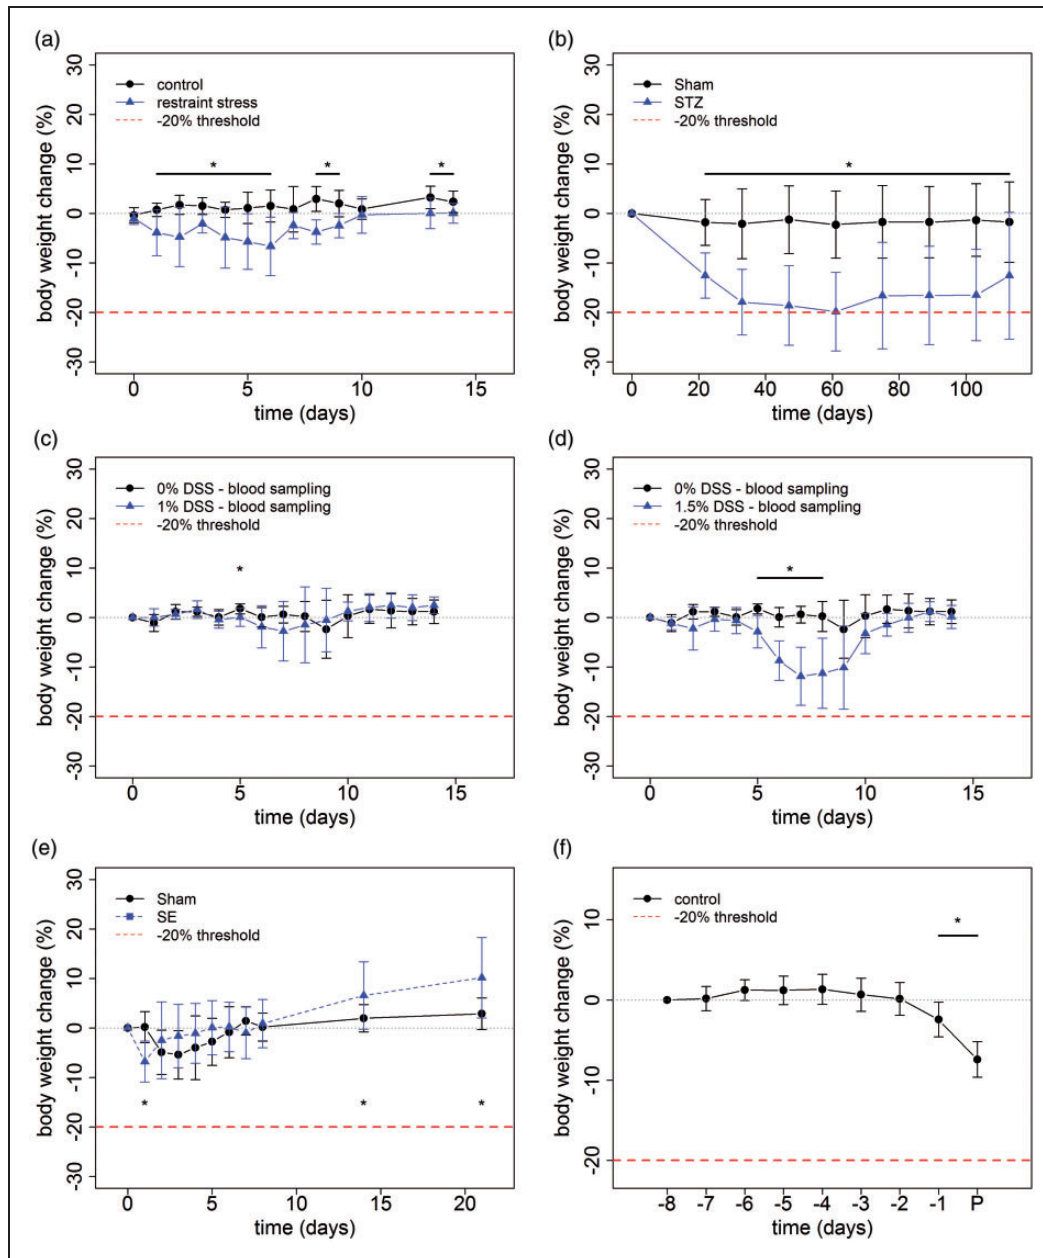 (a)
30
20
10
0
-10
-20
-30
body weight change (%)
control
restraint stress
-20% threshold
* * *
0 5 10 15
time (days)
(b)
30
20
10
0
-10
-20
-30
body weight change (%)
Sham
STZ
-20% threshold
*
0 20 40 60 80 100
time (days)
(c)
30
20
10
0
-10
-20
-30
body weight change (%)
0% DSS - blood sampling
1% DSS - blood sampling
-20% threshold
*
0 5 10 15
time (days)
(d)
30
20
10
0
-10
-20
-30
body weight change (%)
0% DSS - blood sampling
1.5% DSS - blood sampling
-20% threshold
*
0 5 10 15
time (days)
(e)
30
20
10
0
-10
-20
-30
body weight change (%)
Sham
SE
-20% threshold
* * *
0 5 10 15 20
time (days)
(f)
10
0
-10
-20
body weight change (%)
control
-20% threshold
*
-8 -7 -6 -5 -4 -3 -2 -1 P
time (days)